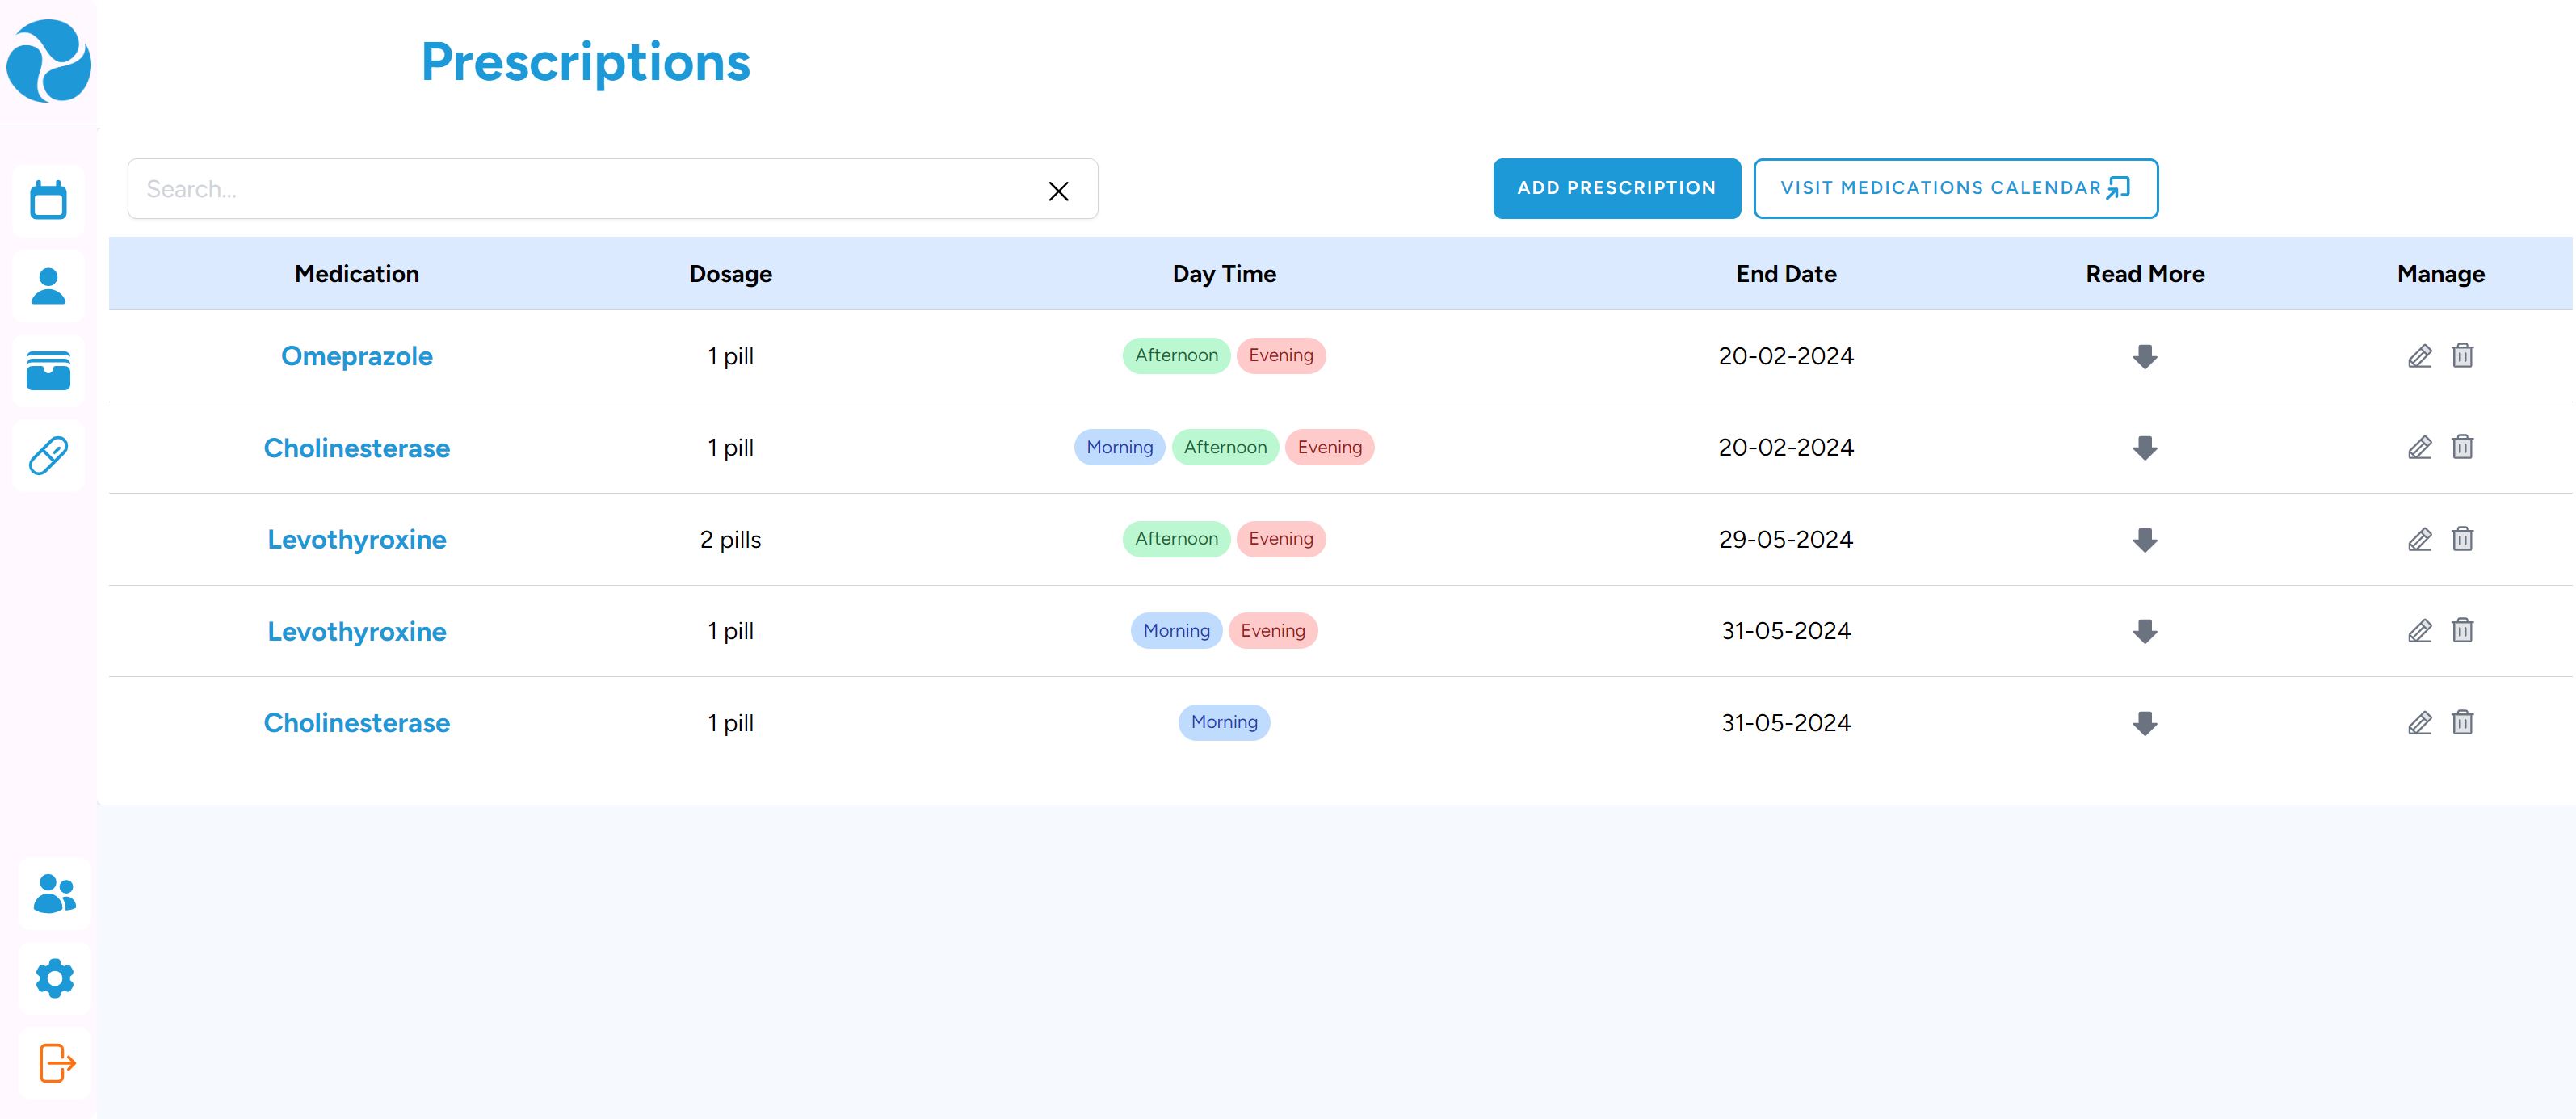 Prescriptions
Search...
ADD PRESCRIPTION
VISIT MEDICATIONS CALENDAR
Medication Dosage Day Time End Date Read More Manage
Omeprazole 1 pill Afternoon Evening 20-02-2024
Cholinesterase 1 pill Morning Afternoon Evening 20-02-2024
Levothyroxine 2 pills Afternoon Evening 29-05-2024
Levothyroxine 1 pill Morning Evening 31-05-2024
Cholinesterase 1 pill Morning 31-05-2024